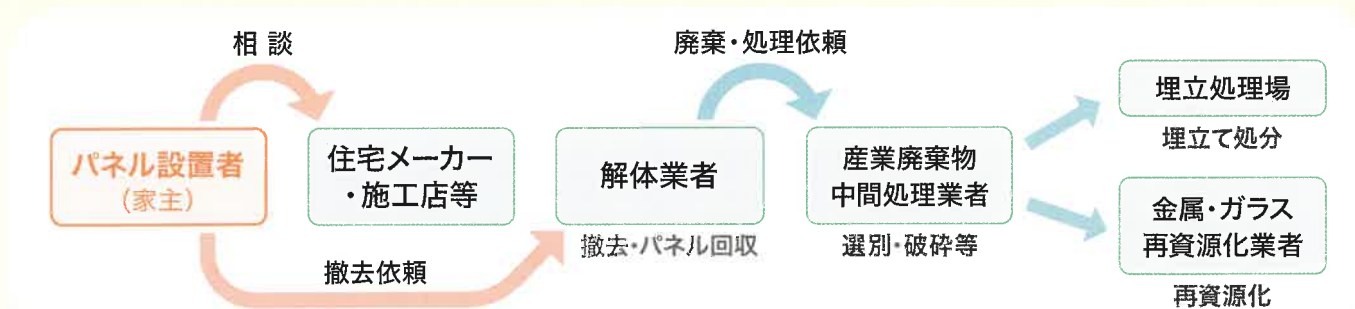 相談
廃棄・処理依頼
パネル設置者
(家主)
住宅メーカー
・施工店等
解体業者
撤去・パネル回収
産業廃棄物
中間処理業者
選別・破砕等
埋立処理場
埋立て処分
金属・ガラス
再資源化業者
再資源化
撤去依頼